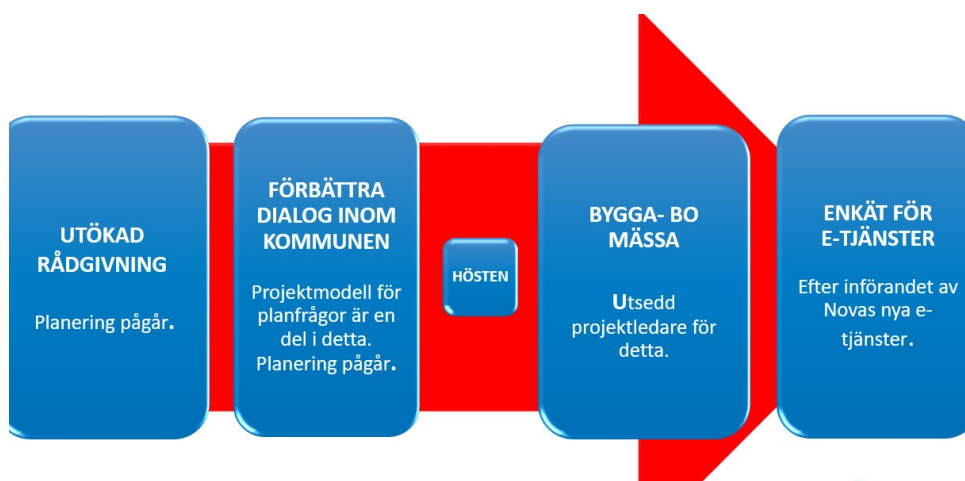 UTÖKAD
RÅDGIVNING
Planering pågår.
FÖRBÄTTRA
DIALOG INOM
KOMMUNEN
Projektmodell för
planfrågor är en
del i detta.
Planering pågår.
HÖSTEN
BYGGA- BO
MÄSSA
Utsedd
projektledare för
detta.
ENKÄT FÖR
E-TJÄNSTER
Efter införandet av
Novas nya e-
tjänster.